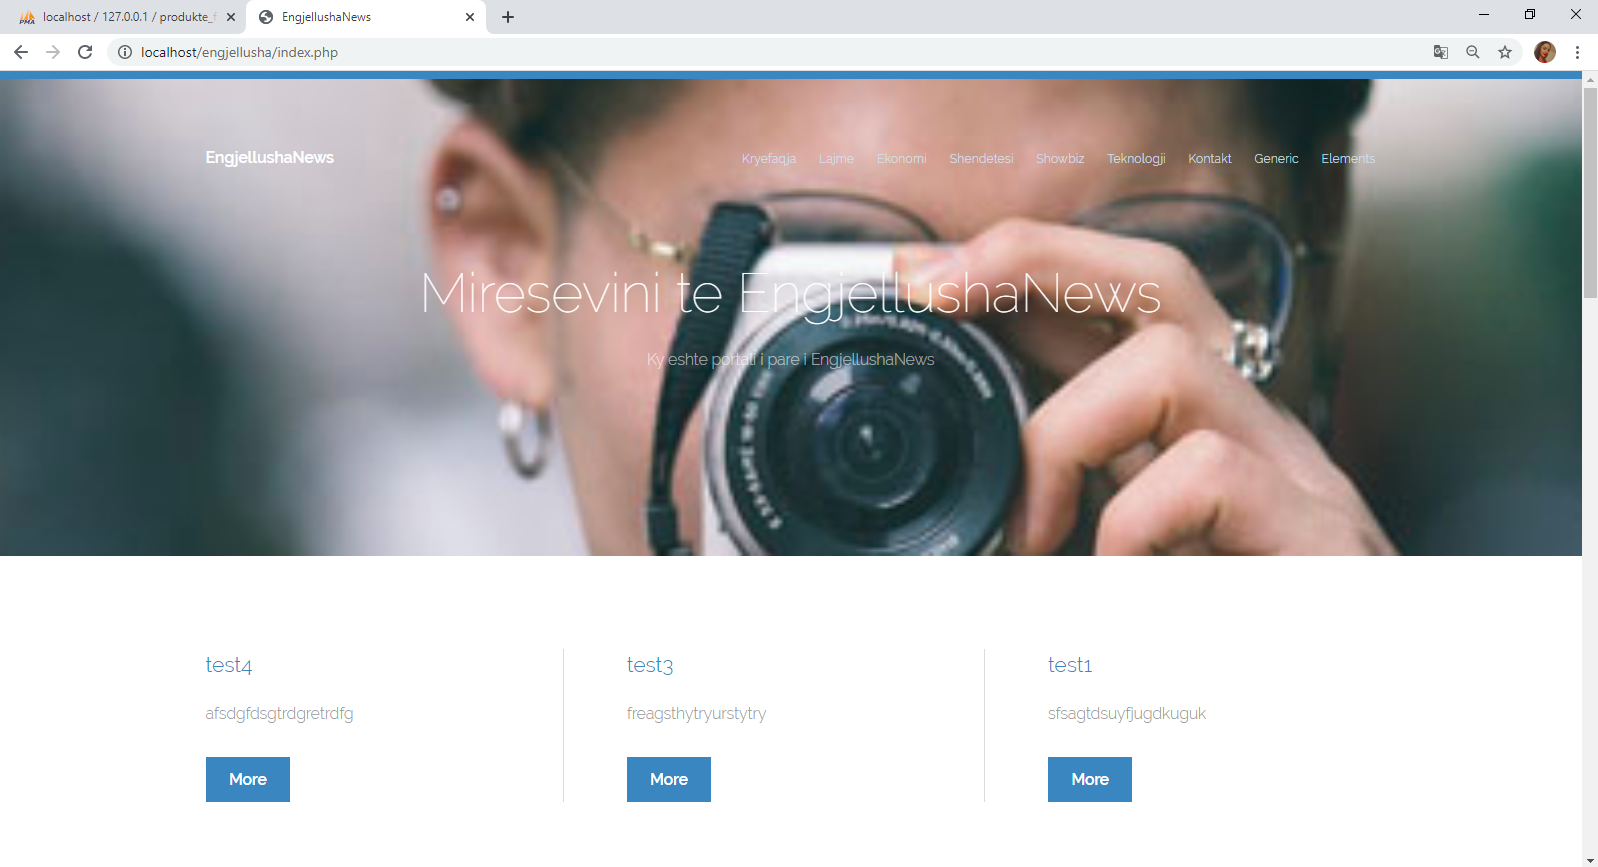 localhost / 127.0.0.1 / produkte_f
EngjellushaNews
localhost/engjellusha/index.php
EngjellushaNews
Kryefaqja Lajme Ekonomi Shendetesi Showbiz Teknologji Kontakt Generic Elements
Miresevini te EngjellushaNews
Ky eshte portali i pare i EngjellushaNews
test4 test3 test1
afsdgfdsgtrdgretrdfg freagsthytryurstytry sfsagtdsuyfjugdkuguk
More More More